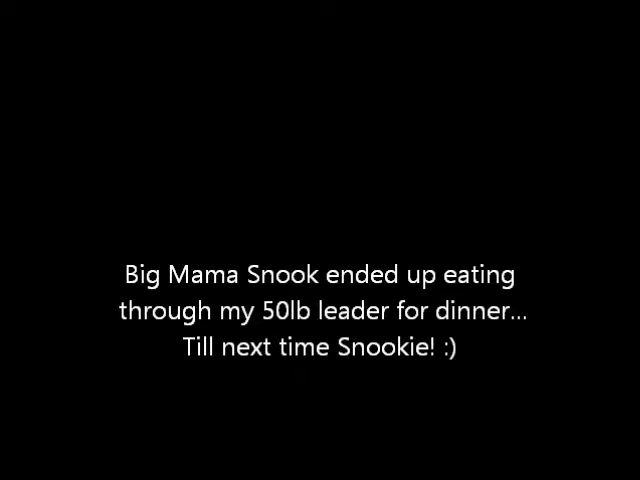 Big Mama Snook ended up eating
through my 50lb leader for dinner...
Till next time Snookie! :)